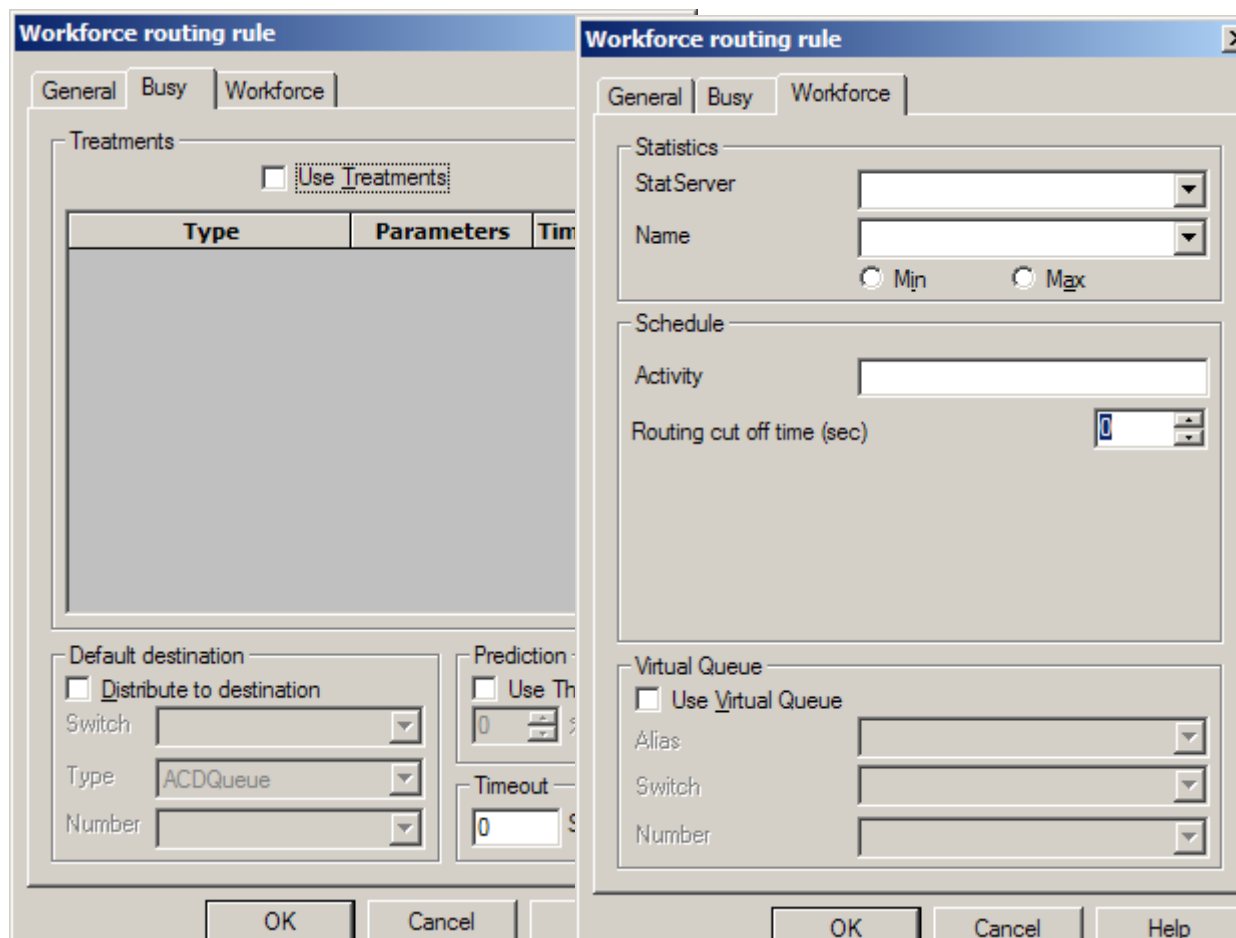 Workforce routing rule
General Busy Workforce
Treatments
Use Treatments
Type Parameters Tim
Default destination
Distribute to destination
Switch
Type ACDQueue
Number
Prediction
Use Th
0
Timeout
0 S
OK Cancel
Workforce routing rule
General Busy Workforce
Statistics
StatServer
Name
Min Max
Schedule
Activity
Routing cut off time (sec) 0
Virtual Queue
Use Virtual Queue
Alias
Switch
Number
OK Cancel Help